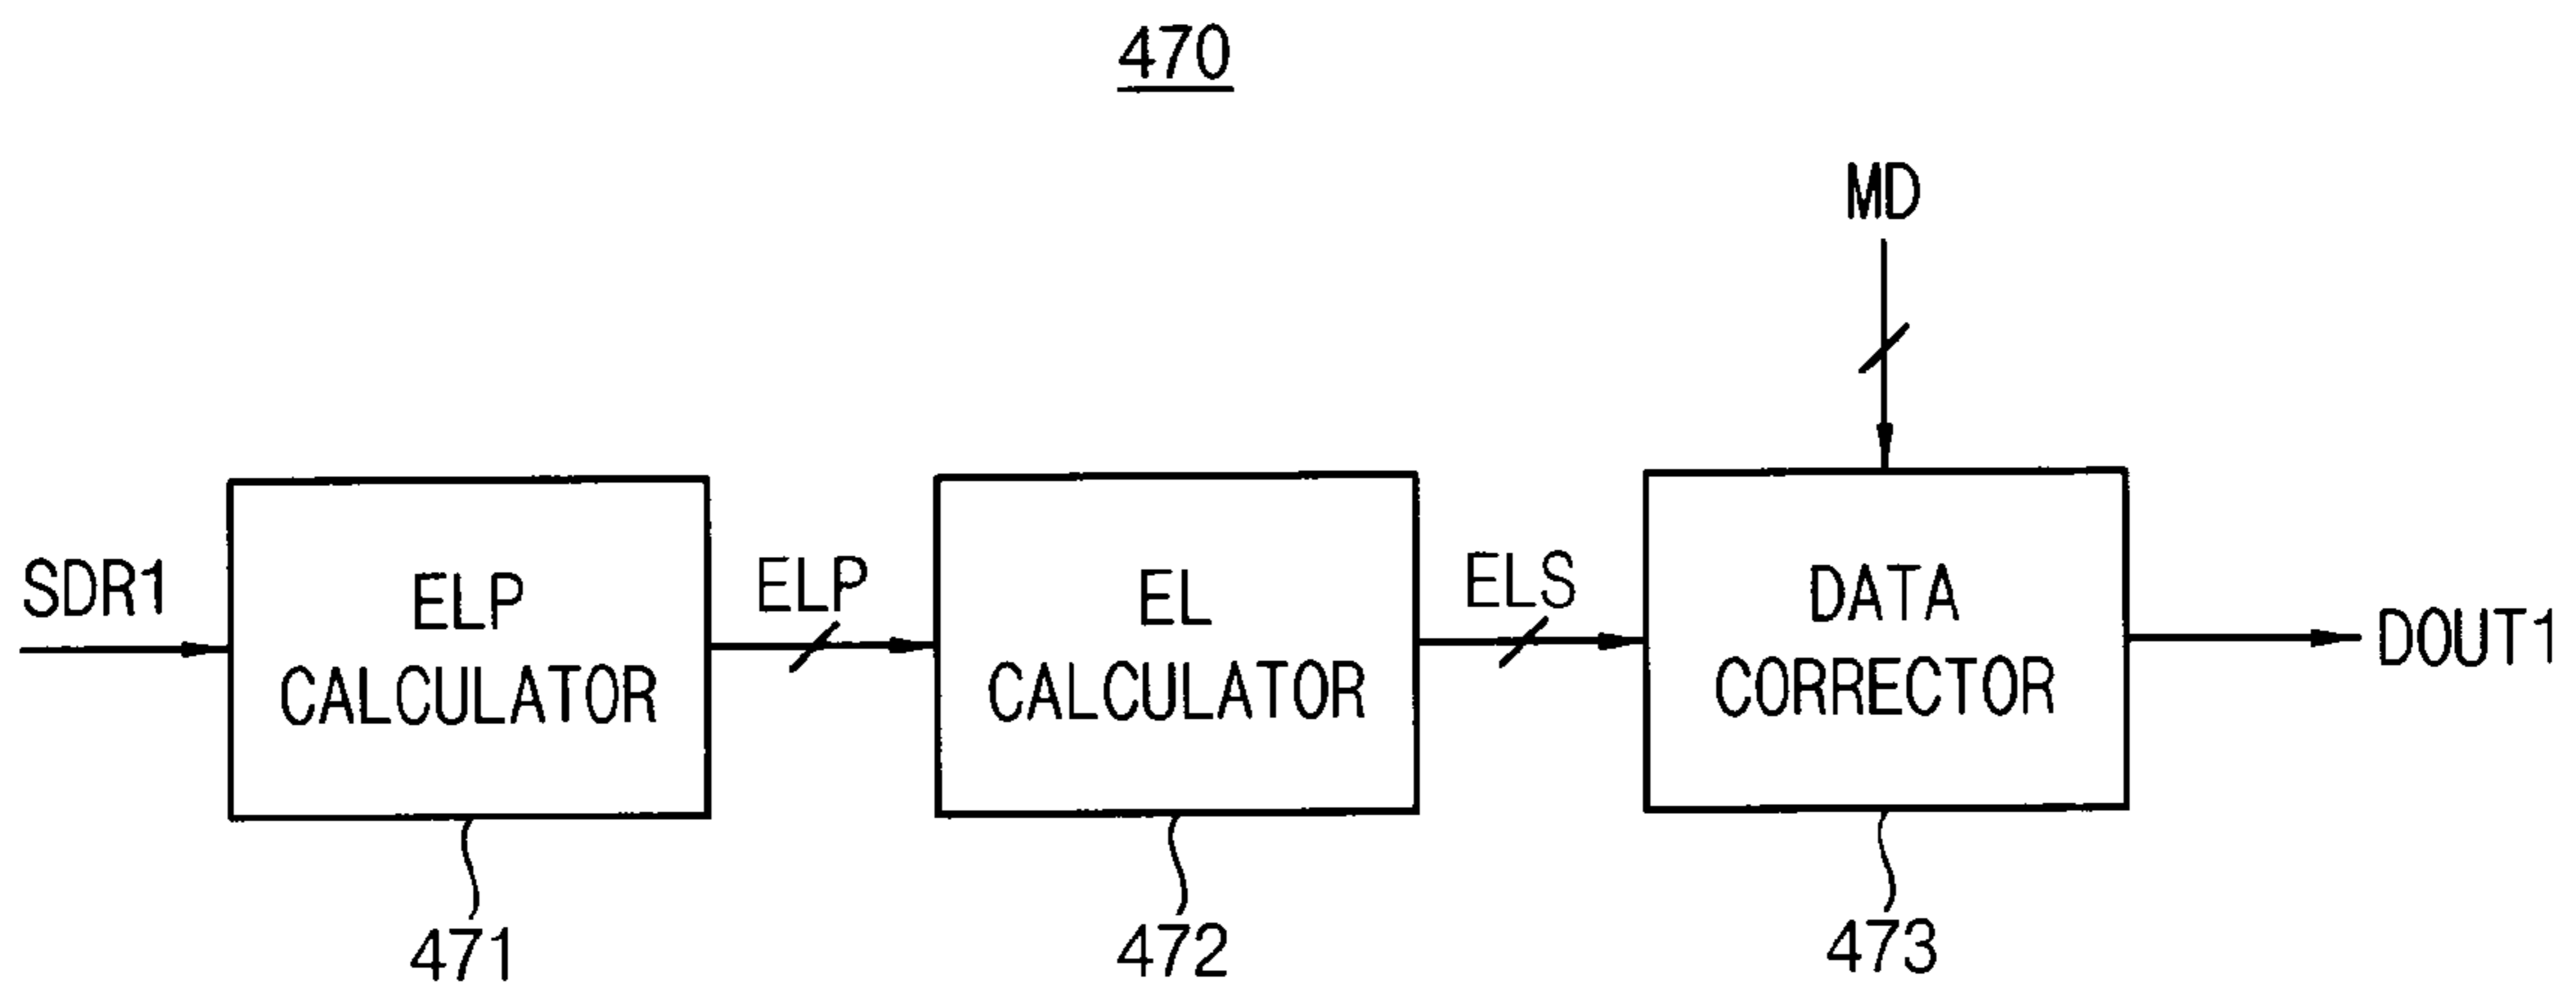 470
MD
SDR1
ELP
CALCULATOR
ELP
EL
CALCULATOR
ELS
DATA
CORRECTOR
DOUT1
471
472
473